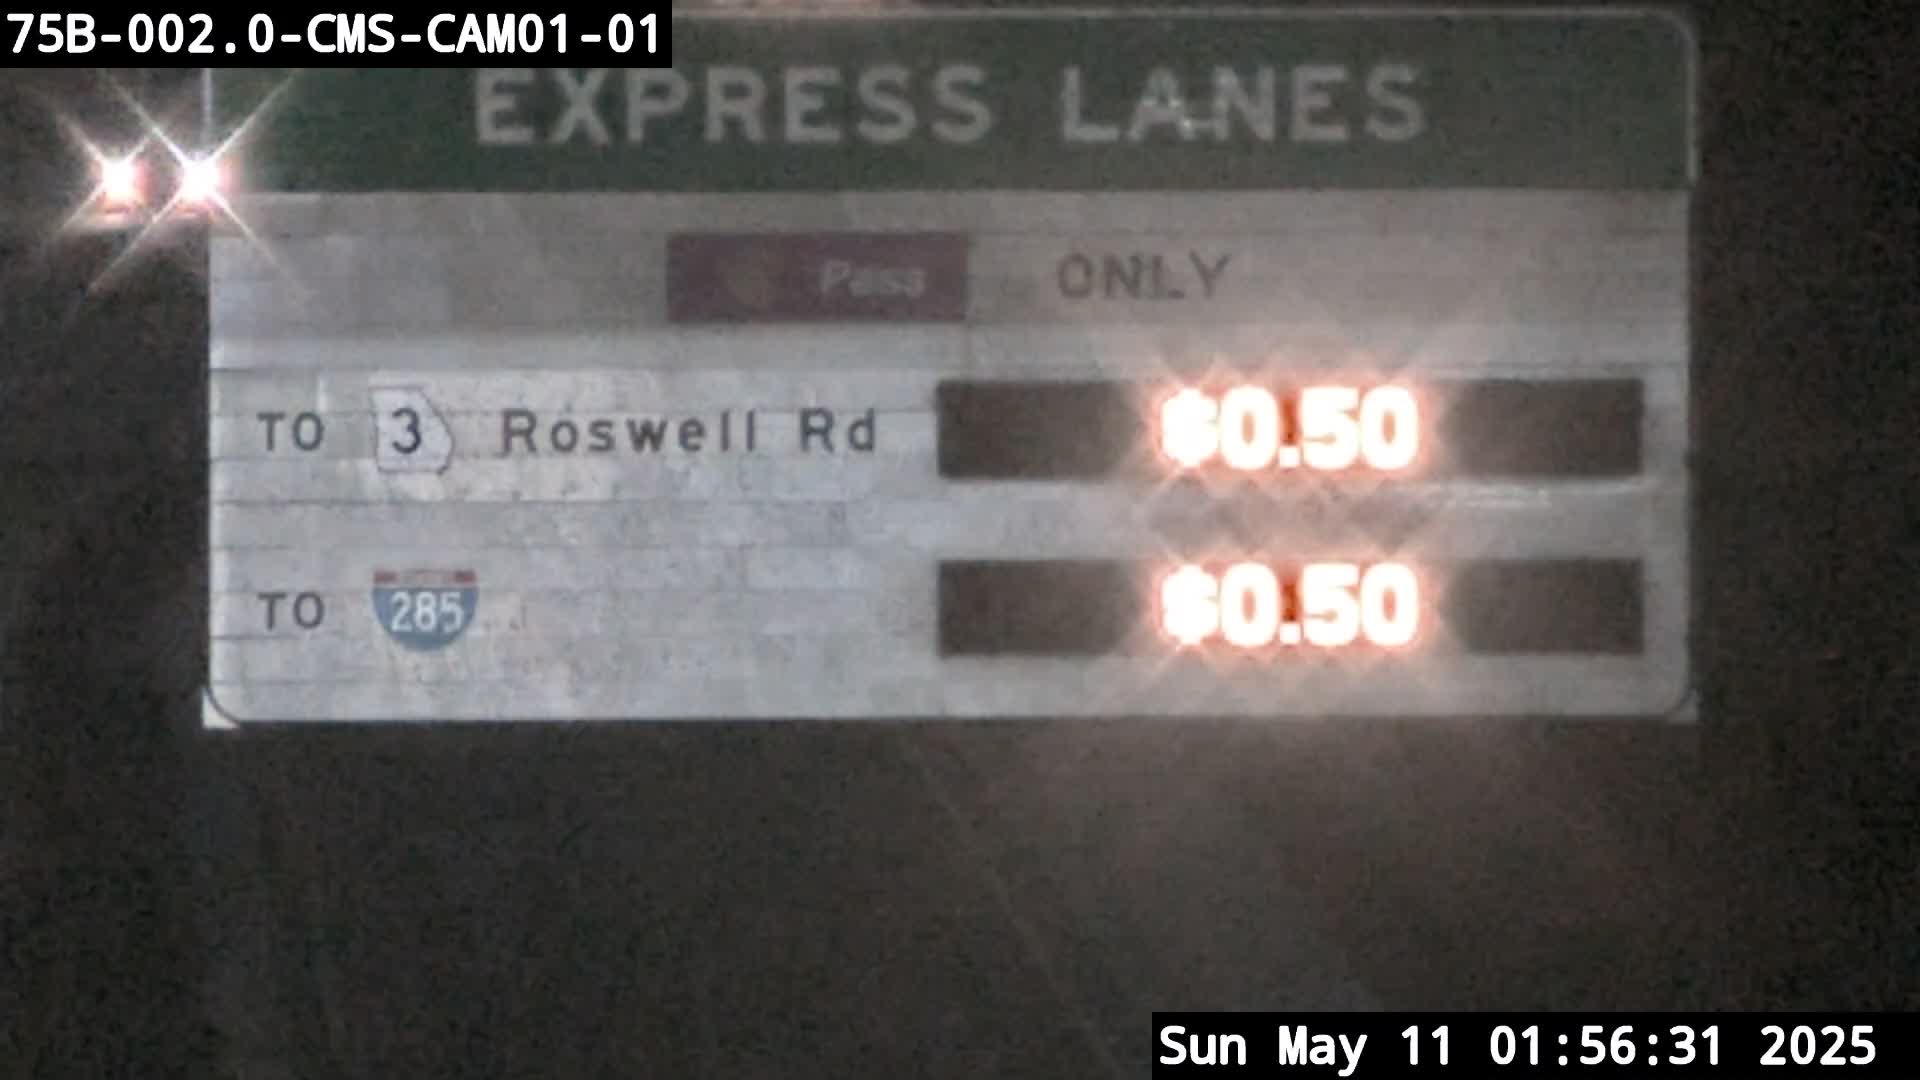 75B-002.0-CMS-CAM01-01
EXPRESS LANES
Pass ONLY
TO 3 Roswell Rd $0.50
TO 285 $0.50
Sun May 11 01:56:31 2025